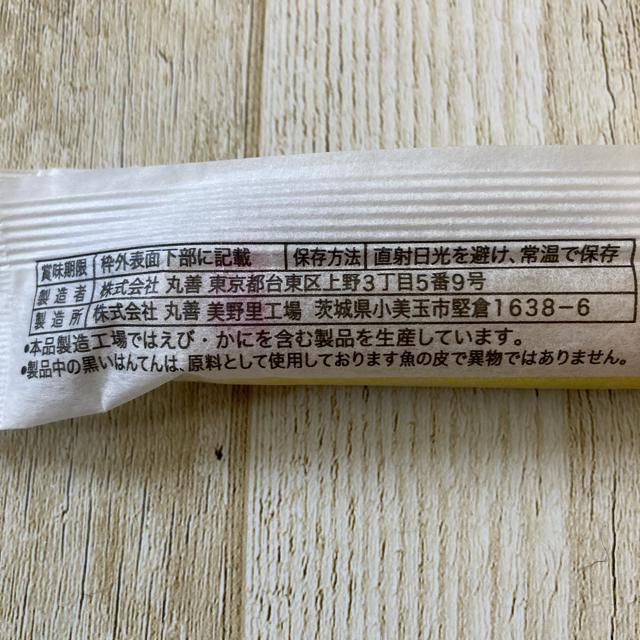 賞味期限 枠外表面下部に記載 保存方法 直射日光を避け、常温で保存
製造者 株式会社 丸善 東京都台東区上野3丁目5番9号
製造所 株式会社 丸善 美野里工場 茨城県小美玉市堅倉1638-6
●本品製造工場ではえび・かにを含む製品を生産しています。
●製品中の黒いはんてんは、原料として使用しております魚の皮で異物ではありません。